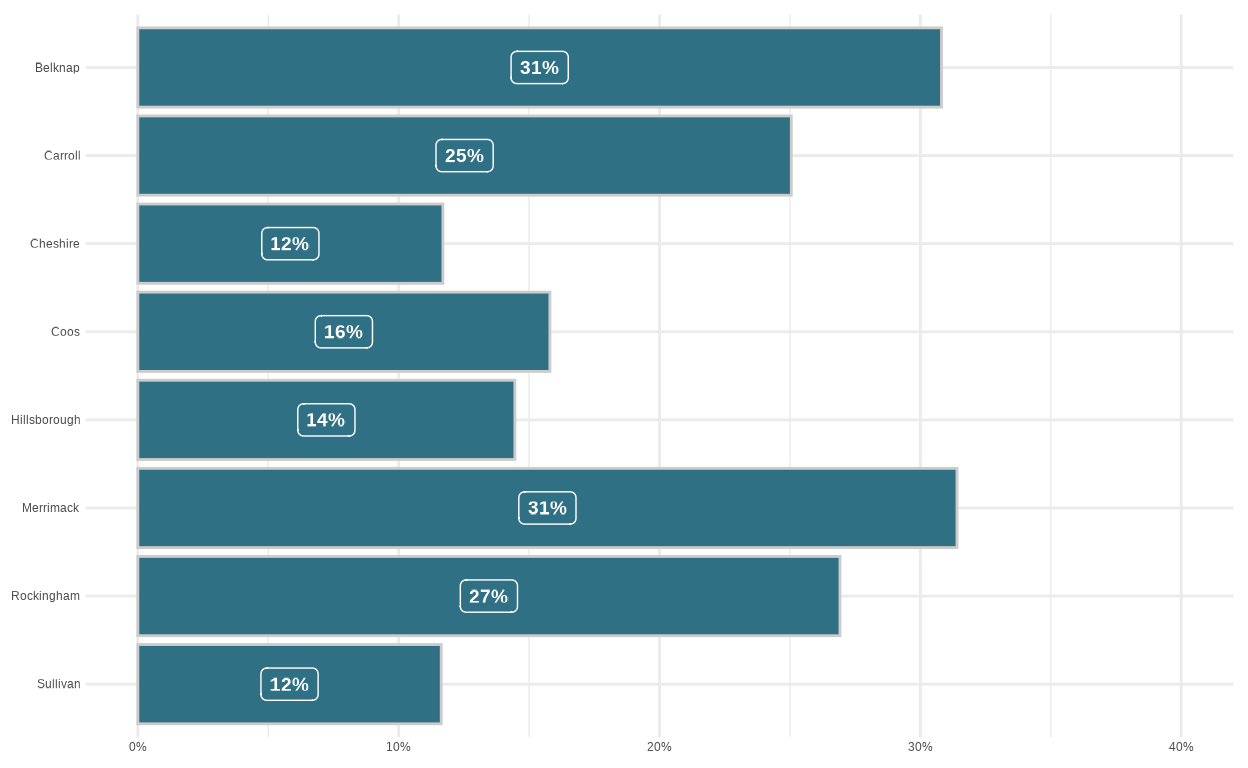 Belknap 31%
Carroll 25%
Cheshire 12%
Coos 16%
Hillsborough 14%
Merrimack 31%
Rockingham 27%
Sullivan 12%
0% 10% 20% 30% 40%